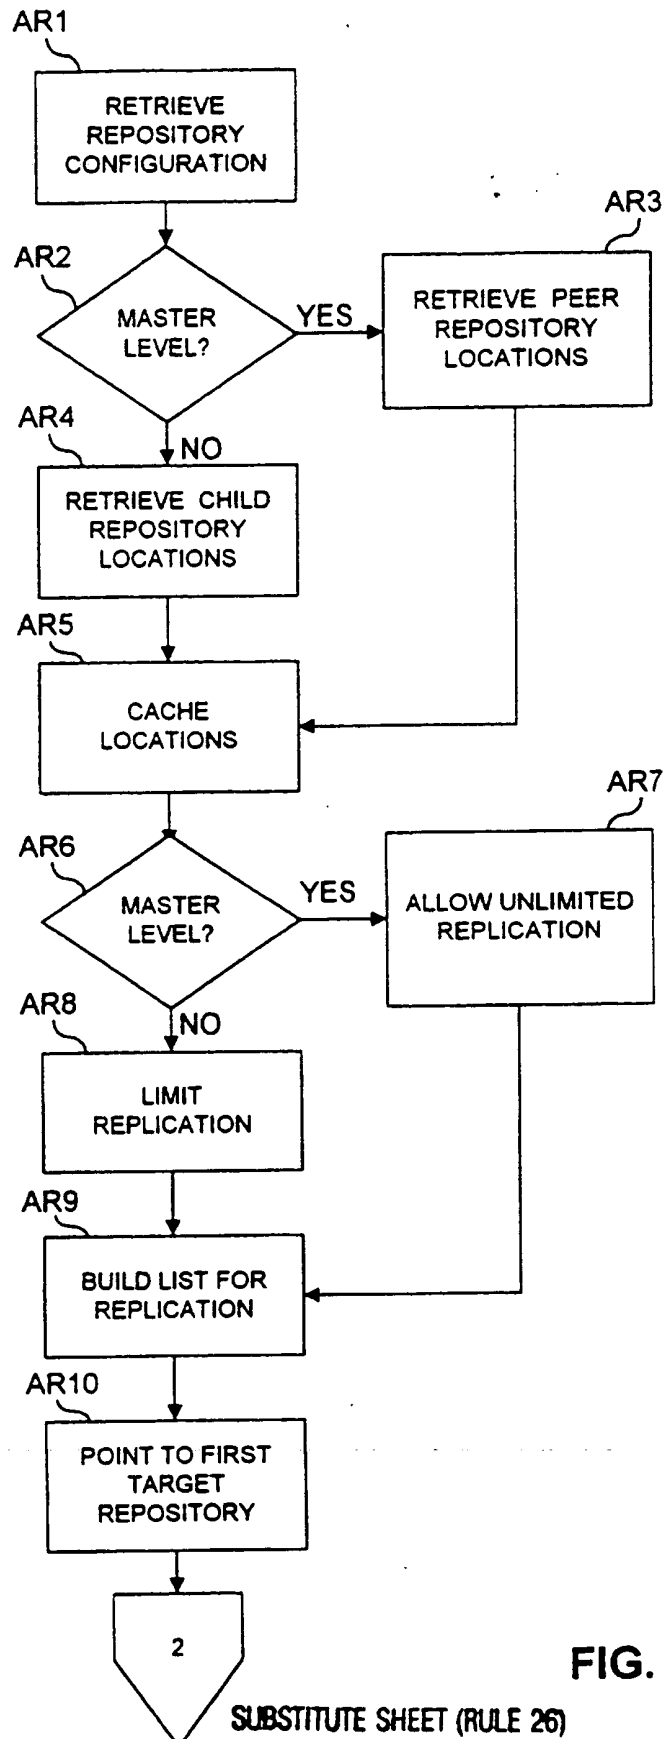 AR1
RETRIEVE
REPOSITORY
CONFIGURATION
AR2
MASTER
LEVEL?
YES
AR3
RETRIEVE PEER
REPOSITORY
LOCATIONS
AR4
NO
RETRIEVE CHILD
REPOSITORY
LOCATIONS
AR5
CACHE
LOCATIONS
AR6
MASTER
LEVEL?
YES
AR7
ALLOW UNLIMITED
REPLICATION
AR8
NO
LIMIT
REPLICATION
AR9
BUILD LIST FOR
REPLICATION
AR10
POINT TO FIRST
TARGET
REPOSITORY
2
FIG.
SUBSTITUTE SHEET (RULE 26)